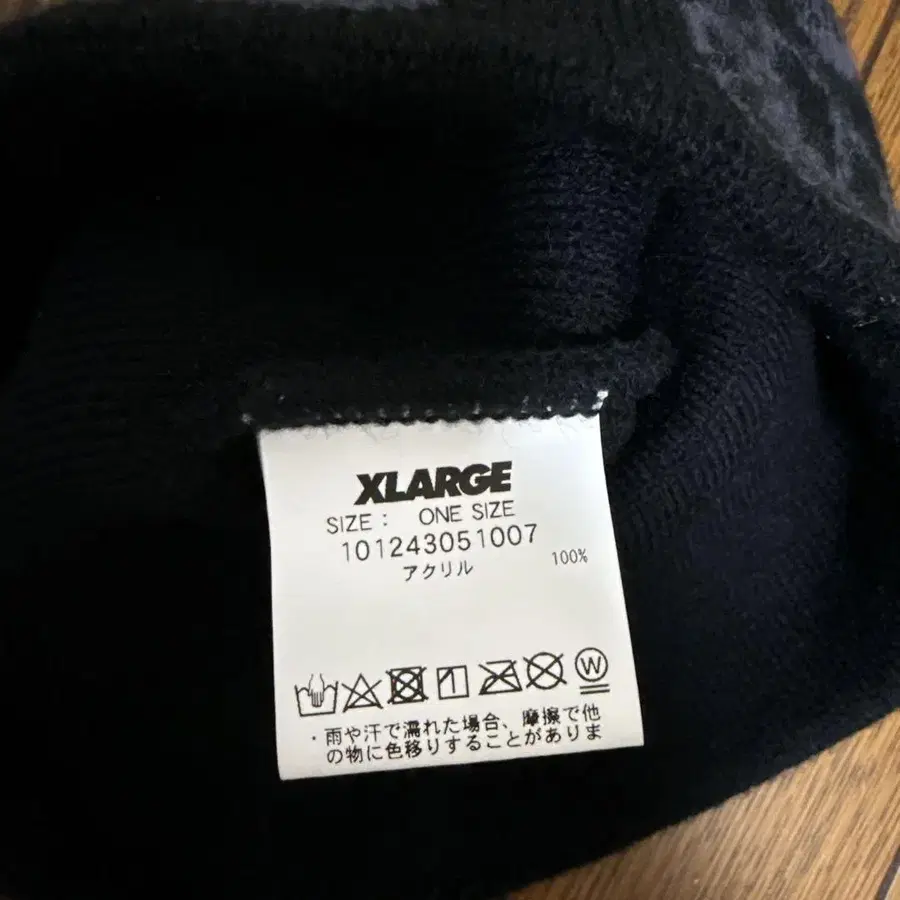 XLARGE
SIZE： ONE SIZE
101243051007
アクリル 100%
W
・雨や汗で濡れた場合、摩擦で他
の物に色移りすることがありま